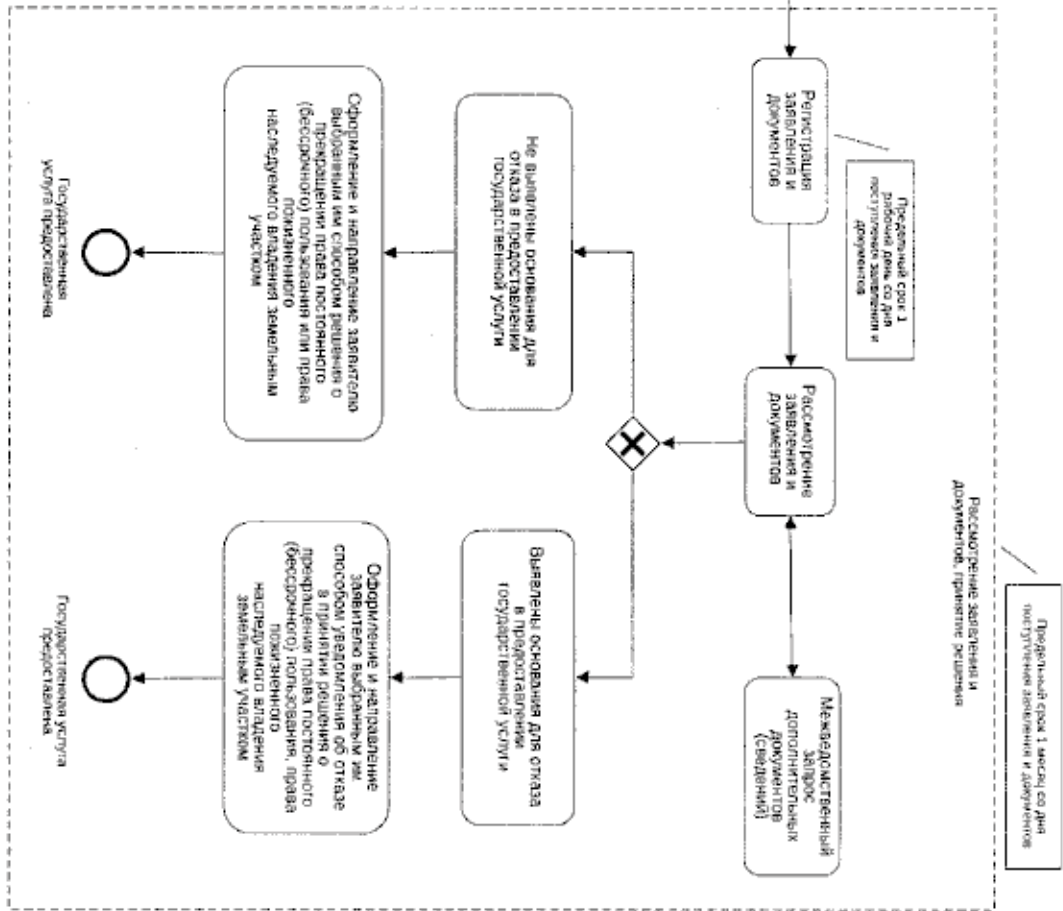 Предельный срок 1 месяц со дня
поступления заявления и документов
Рассмотрение заявления и
документов, принятие решения
Предельный срок 1
рабочий день со дня
поступления заявления и
документов
Регистрация
заявления и
документов
Рассмотрение
заявления и
документов
Межведомственный
запрос
дополнительных
документов
(сведений)
Не выявлены основания для
отказа в предоставлении
государственной услуги
Выявлены основания для отказа
в предоставлении
государственной услуги
Оформление и направление заявителю
выбранным им способом решения о
прекращении права постоянного
(бессрочного) пользования или права
пожизненного
наследуемого владения земельным
участком
Оформление и направление
заявителю выбранным им
способом уведомления об отказе
в принятии решения о
прекращении права постоянного
(бессрочного) пользования, права
пожизненного
наследуемого владения
земельным участком
Государственная
услуга предоставлена
Государственная услуга
предоставлена